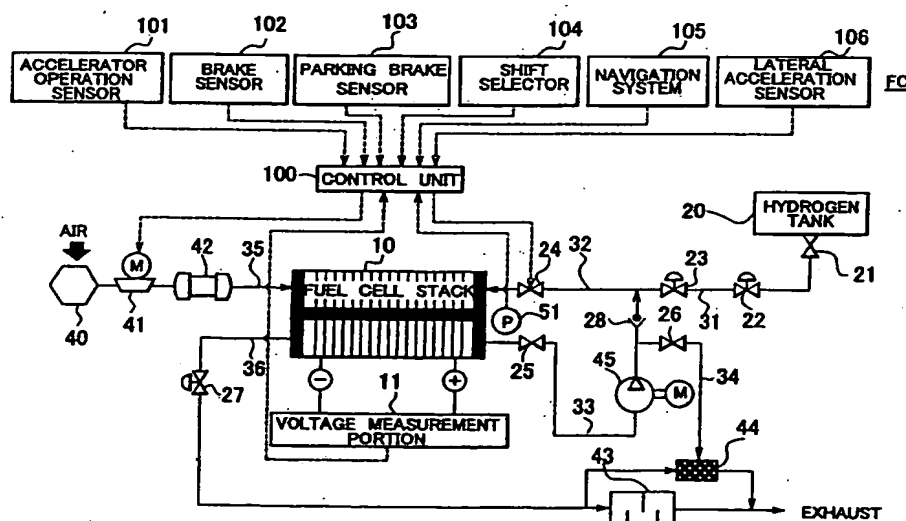 101
102
103
104
105
106
ACCELERATOR
OPERATION
SENSOR
BRAKE
SENSOR
PARKING BRAKE
SENSOR
SHIFT
SELECTOR
NAVIGATION
SYSTEM
LATERAL
ACCELERATION
SENSOR
FC
100
CONTROL UNIT
20
HYDROGEN
TANK
AIR
M
42
35
10
24
32
23
21
FUEL CELL STACK
40
41
P
51
28
26
31
22
36
25
45
M
34
27
−
11
+
33
VOLTAGE MEASUREMENT
PORTION
44
43
EXHAUST